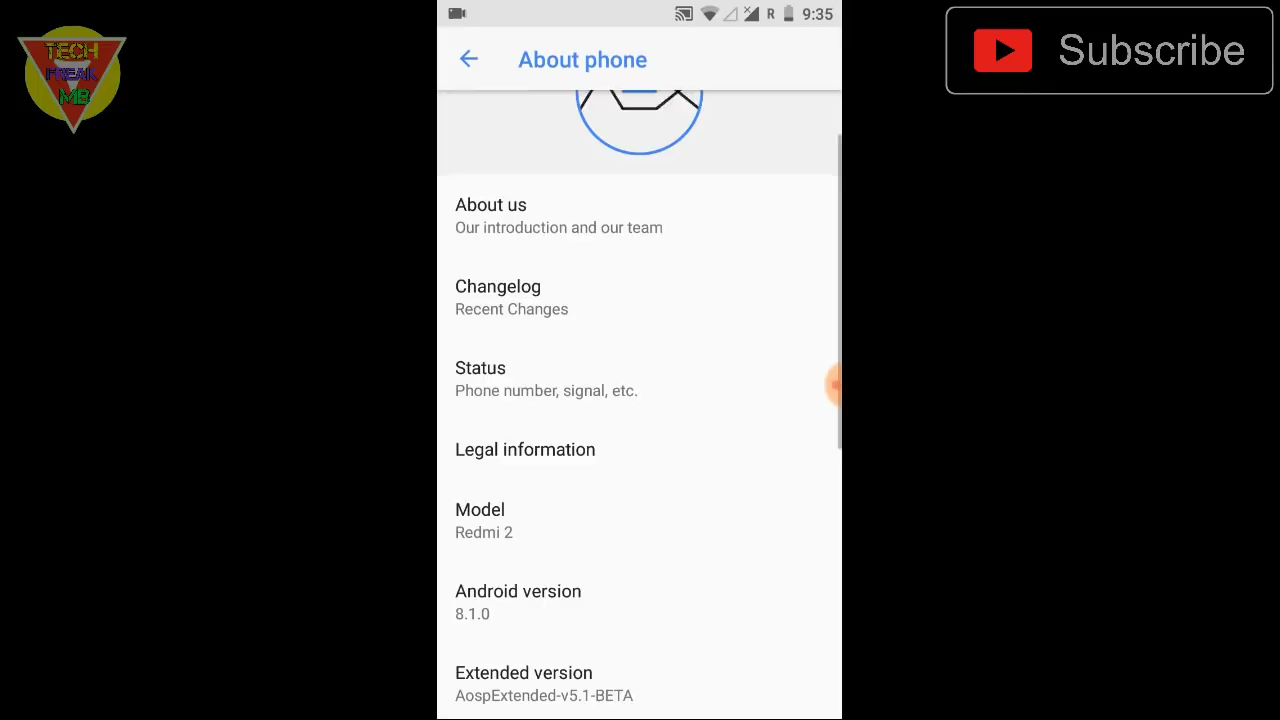 TECH
FREAK
MB
R 9:35
Subscribe
About phone
About us
Our introduction and our team
Changelog
Recent Changes
Status
Phone number, signal, etc.
Legal information
Model
Redmi 2
Android version
8.1.0
Extended version
AospExtended-v5.1-BETA